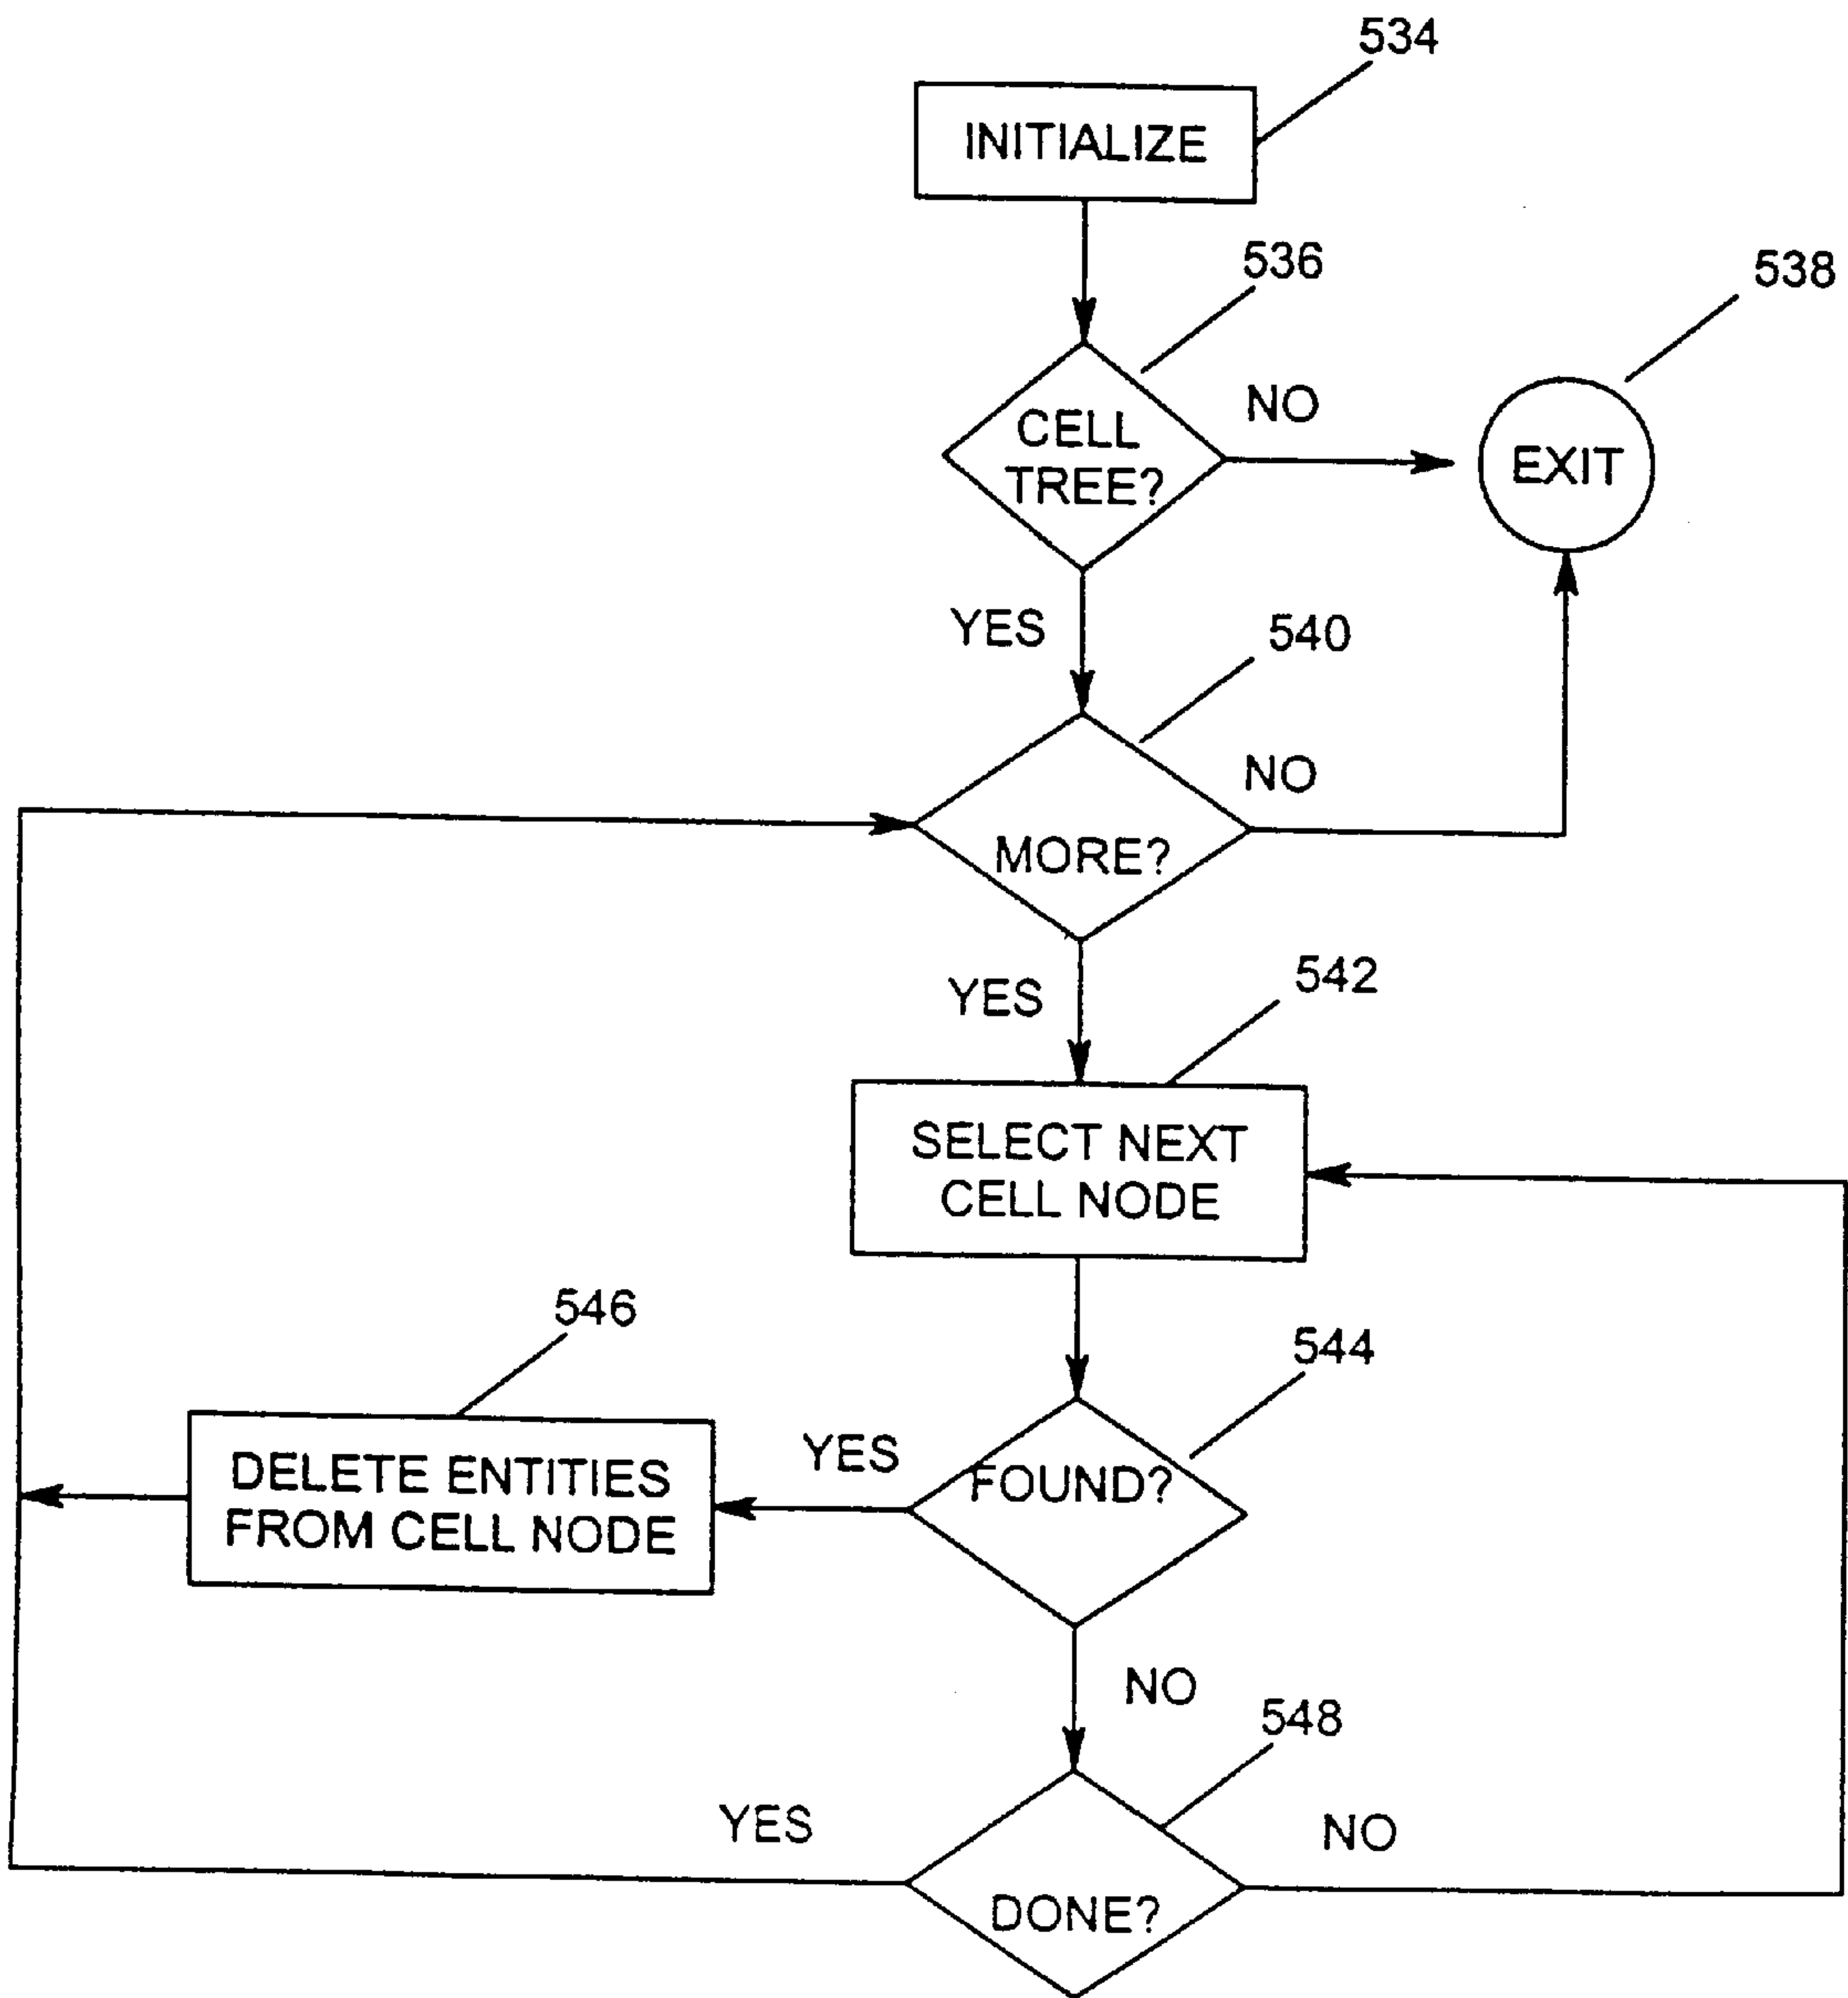 534
INITIALIZE
536
538
CELL
TREE?
NO
EXIT
YES
540
NO
MORE?
YES
542
SELECT NEXT
CELL NODE
546
544
DELETE ENTITIES
FROM CELL NODE
YES
FOUND?
NO
548
YES
NO
DONE?